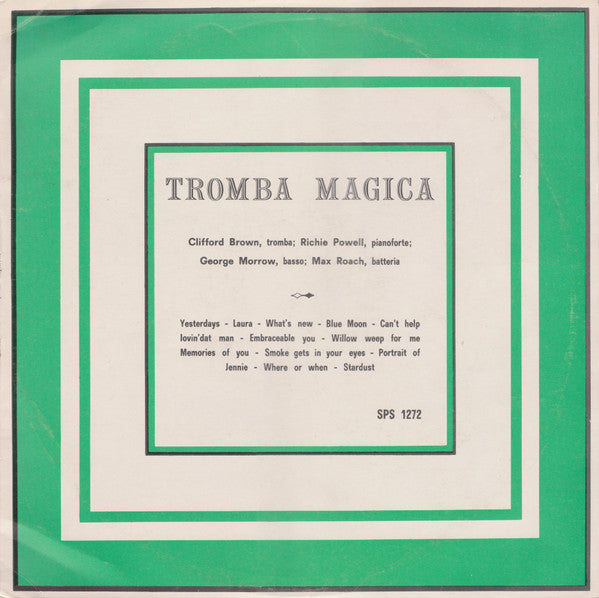 TROMBA MAGICA
Clifford Brown, tromba; Richie Powell, pianoforte;
George Morrow, basso; Max Roach, batteria
Yesterdays - Laura - What's new - Blue Moon - Can't help
lovin'dat man - Embraceable you - Willow weep for me
Memories of you - Smoke gets in your eyes - Portrait of
Jennie - Where or when - Stardust
SPS 1272